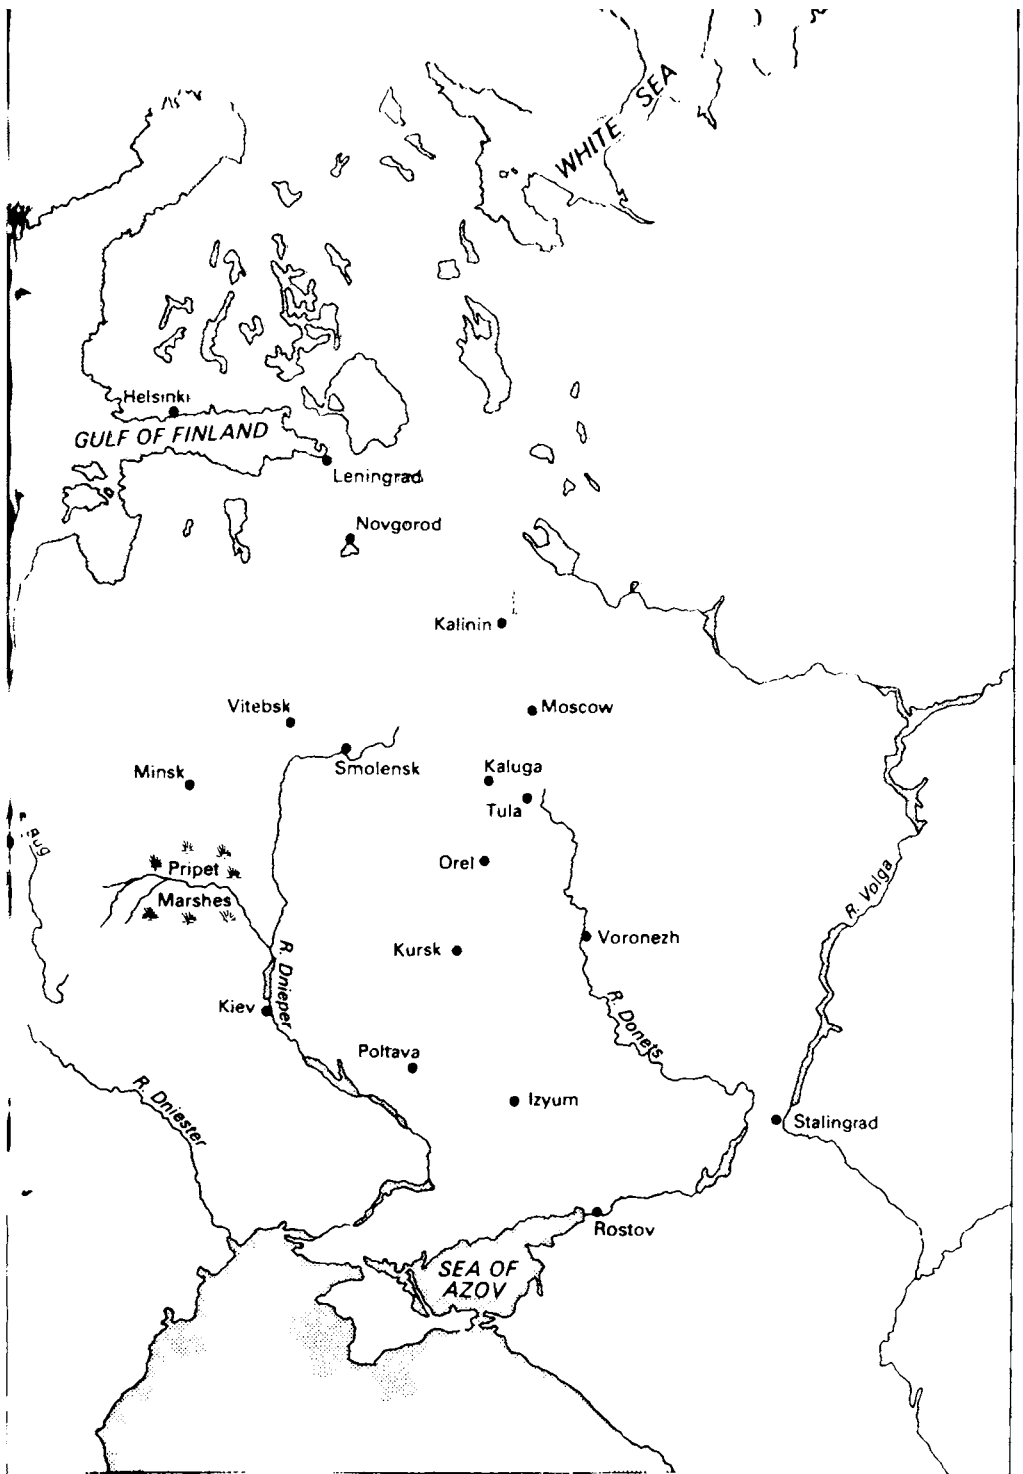 WHITE SEA
Helsinki
GULF OF FINLAND
Leningrad
Novgorod
Kalinin
Vitebsk
Moscow
Smolensk
Minsk
Kaluga
Tula
Bug
Pripet
Marshes
Orel
R. Volga
Kursk
Voronezh
R. Dnieper
Kiev
R. Donets
Poltava
R. Dniester
Izyum
Stalingrad
Rostov
SEA OF
AZOV